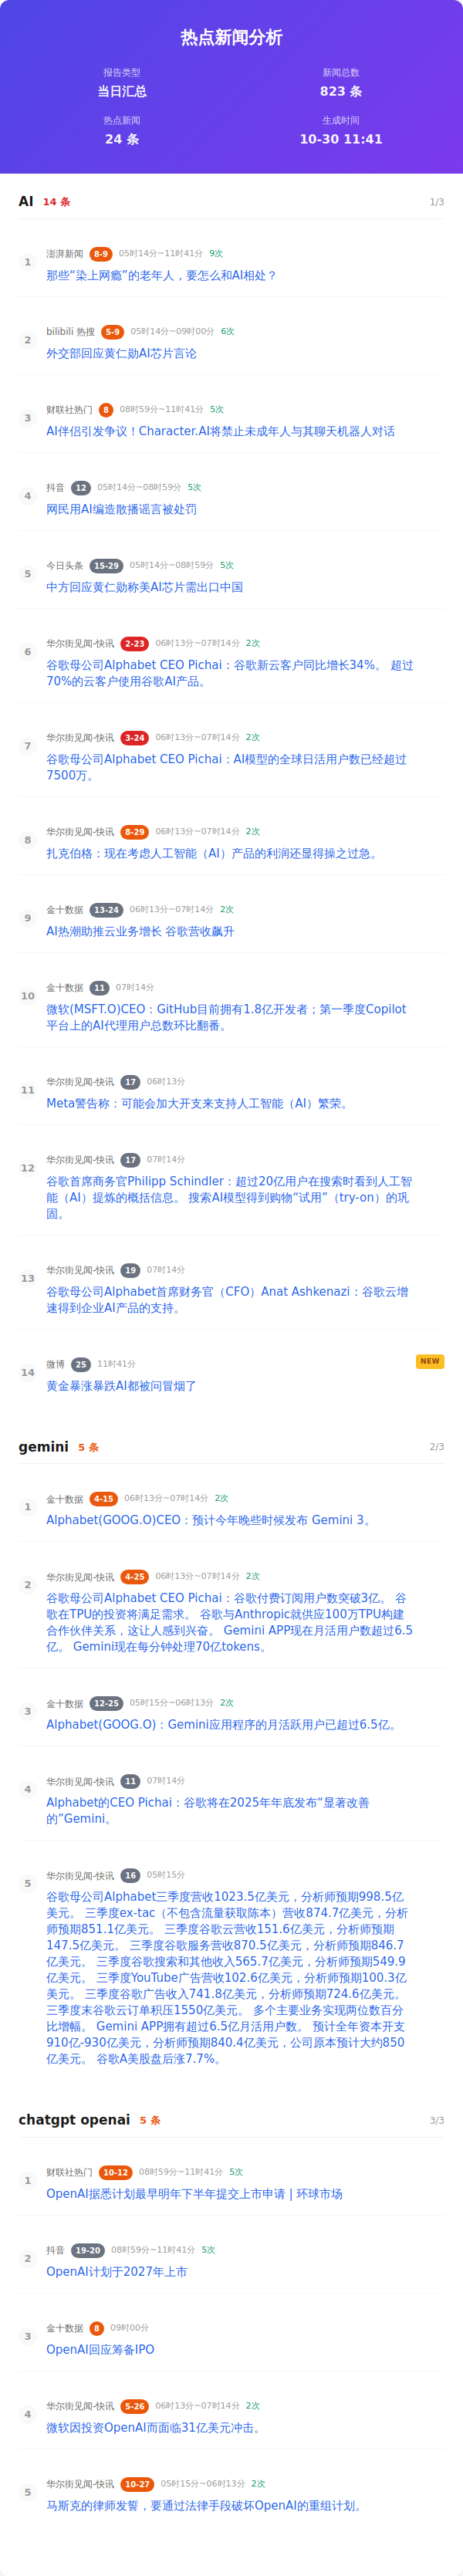 热点新闻分析
报告类型
当日汇总
新闻总数
823 条
热点新闻
24 条
生成时间
10-30 11:41
AI 14 条 1/3
1
澎湃新闻 8-9 05时14分~11时41分 9次
那些“染上网瘾”的老年人，要怎么和AI相处？
2
bilibili 热搜 5-9 05时14分~09时00分 6次
外交部回应黄仁勋AI芯片言论
3
财联社热门 8 08时59分~11时41分 5次
AI伴侣引发争议！Character.AI将禁止未成年人与其聊天机器人对话
4
抖音 12 05时14分~08时59分 5次
网民用AI编造散播谣言被处罚
5
今日头条 15-29 05时14分~08时59分 5次
中方回应黄仁勋称美AI芯片需出口中国
6
华尔街见闻-快讯 2-23 06时13分~07时14分 2次
谷歌母公司Alphabet CEO Pichai：谷歌新云客户同比增长34%。 超过
70%的云客户使用谷歌AI产品。
7
华尔街见闻-快讯 3-24 06时13分~07时14分 2次
谷歌母公司Alphabet CEO Pichai：AI模型的全球日活用户数已经超过
7500万。
8
华尔街见闻-快讯 8-29 06时13分~07时14分 2次
扎克伯格：现在考虑人工智能（AI）产品的利润还显得操之过急。
9
金十数据 13-24 06时13分~07时14分 2次
AI热潮助推云业务增长 谷歌营收飙升
10
金十数据 11 07时14分
微软(MSFT.O)CEO：GitHub目前拥有1.8亿开发者；第一季度Copilot
平台上的AI代理用户总数环比翻番。
11
华尔街见闻-快讯 17 06时13分
Meta警告称：可能会加大开支来支持人工智能（AI）繁荣。
12
华尔街见闻-快讯 17 07时14分
谷歌首席商务官Philipp Schindler：超过20亿用户在搜索时看到人工智
能（AI）提炼的概括信息。 搜索AI模型得到购物“试用”（try-on）的巩
固。
13
华尔街见闻-快讯 19 07时14分
谷歌母公司Alphabet首席财务官（CFO）Anat Ashkenazi：谷歌云增
速得到企业AI产品的支持。
14
微博 25 11时41分 NEW
黄金暴涨暴跌AI都被问冒烟了
gemini 5 条 2/3
1
金十数据 4-15 06时13分~07时14分 2次
Alphabet(GOOG.O)CEO：预计今年晚些时候发布 Gemini 3。
2
华尔街见闻-快讯 4-25 06时13分~07时14分 2次
谷歌母公司Alphabet CEO Pichai：谷歌付费订阅用户数突破3亿。 谷
歌在TPU的投资将满足需求。 谷歌与Anthropic就供应100万TPU构建
合作伙伴关系，这让人感到兴奋。 Gemini APP现在月活用户数超过6.5
亿。 Gemini现在每分钟处理70亿tokens。
3
金十数据 12-25 05时15分~06时13分 2次
Alphabet(GOOG.O)：Gemini应用程序的月活跃用户已超过6.5亿。
4
华尔街见闻-快讯 11 07时14分
Alphabet的CEO Pichai：谷歌将在2025年年底发布“显著改善
的”Gemini。
5
华尔街见闻-快讯 16 05时15分
谷歌母公司Alphabet三季度营收1023.5亿美元，分析师预期998.5亿
美元。 三季度ex-tac（不包含流量获取陈本）营收874.7亿美元，分析
师预期851.1亿美元。 三季度谷歌云营收151.6亿美元，分析师预期
147.5亿美元。 三季度谷歌服务营收870.5亿美元，分析师预期846.7
亿美元。 三季度谷歌搜索和其他收入565.7亿美元，分析师预期549.9
亿美元。 三季度YouTube广告营收102.6亿美元，分析师预期100.3亿
美元。 三季度谷歌广告收入741.8亿美元，分析师预期724.6亿美元。
三季度末谷歌云订单积压1550亿美元。 多个主要业务实现两位数百分
比增幅。 Gemini APP拥有超过6.5亿月活用户数。 预计全年资本开支
910亿-930亿美元，分析师预期840.4亿美元，公司原本预计大约850
亿美元。 谷歌A美股盘后涨7.7%。
chatgpt openai 5 条 3/3
1
财联社热门 10-12 08时59分~11时41分 5次
OpenAI据悉计划最早明年下半年提交上市申请 | 环球市场
2
抖音 19-20 08时59分~11时41分 5次
OpenAI计划于2027年上市
3
金十数据 8 09时00分
OpenAI回应筹备IPO
4
华尔街见闻-快讯 5-26 06时13分~07时14分 2次
微软因投资OpenAI而面临31亿美元冲击。
5
华尔街见闻-快讯 10-27 05时15分~06时13分 2次
马斯克的律师发誓，要通过法律手段破坏OpenAI的重组计划。